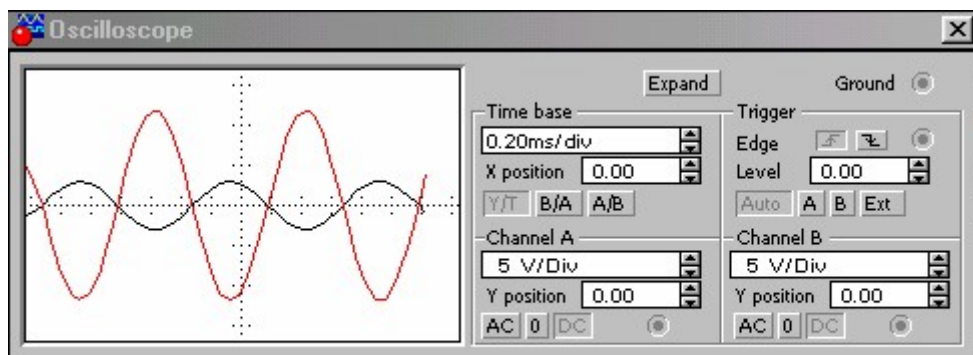 Oscilloscope
Expand Ground
Time base
0.20ms/div
X position 0.00
Y/T B/A A/B
Trigger
Edge
Level 0.00
Auto A B Ext
Channel A
5 V/Div
Y position 0.00
AC 0 DC
Channel B
5 V/Div
Y position 0.00
AC 0 DC